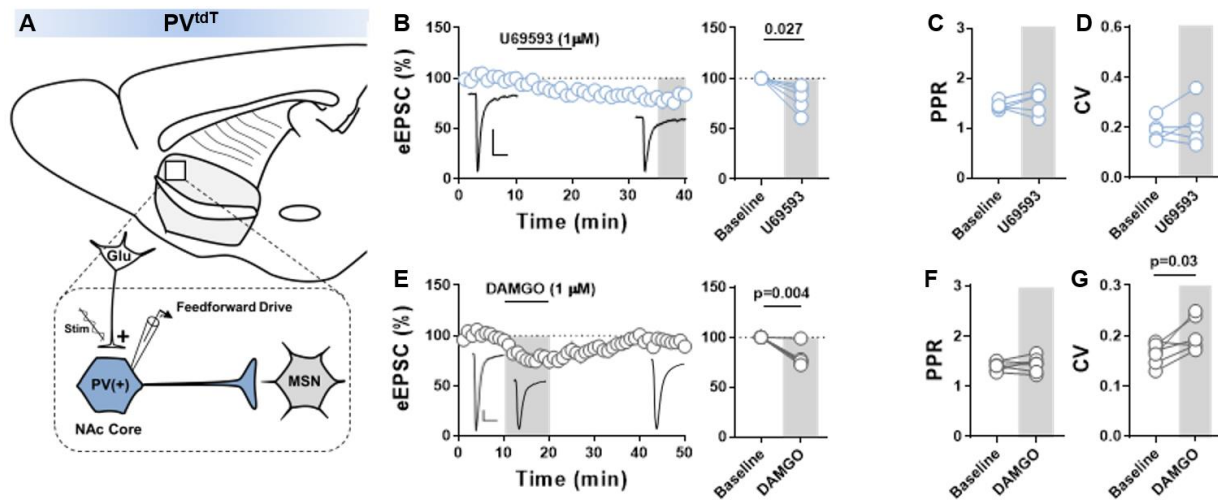 A
PV^tdT
Glu
Stim
+
Feedforward Drive
PV(+)
MSN
NAc Core
B
U69593 (1µM)
eEPSC (%)
150
100
50
0
0 10 20 30 40
Time (min)
0.027
150
100
50
0
Baseline
U69593
C
PPR
3
2
1
0
Baseline
U69593
D
CV
0.6
0.4
0.2
0.0
Baseline
U69593
E
DAMGO (1 µM)
eEPSC (%)
150
100
50
0
0 10 20 30 40 50
Time (min)
p=0.004
150
100
50
0
Baseline
DAMGO
F
PPR
3
2
1
0
Baseline
DAMGO
G
p=0.03
CV
0.3
0.2
0.1
0.0
Baseline
DAMGO